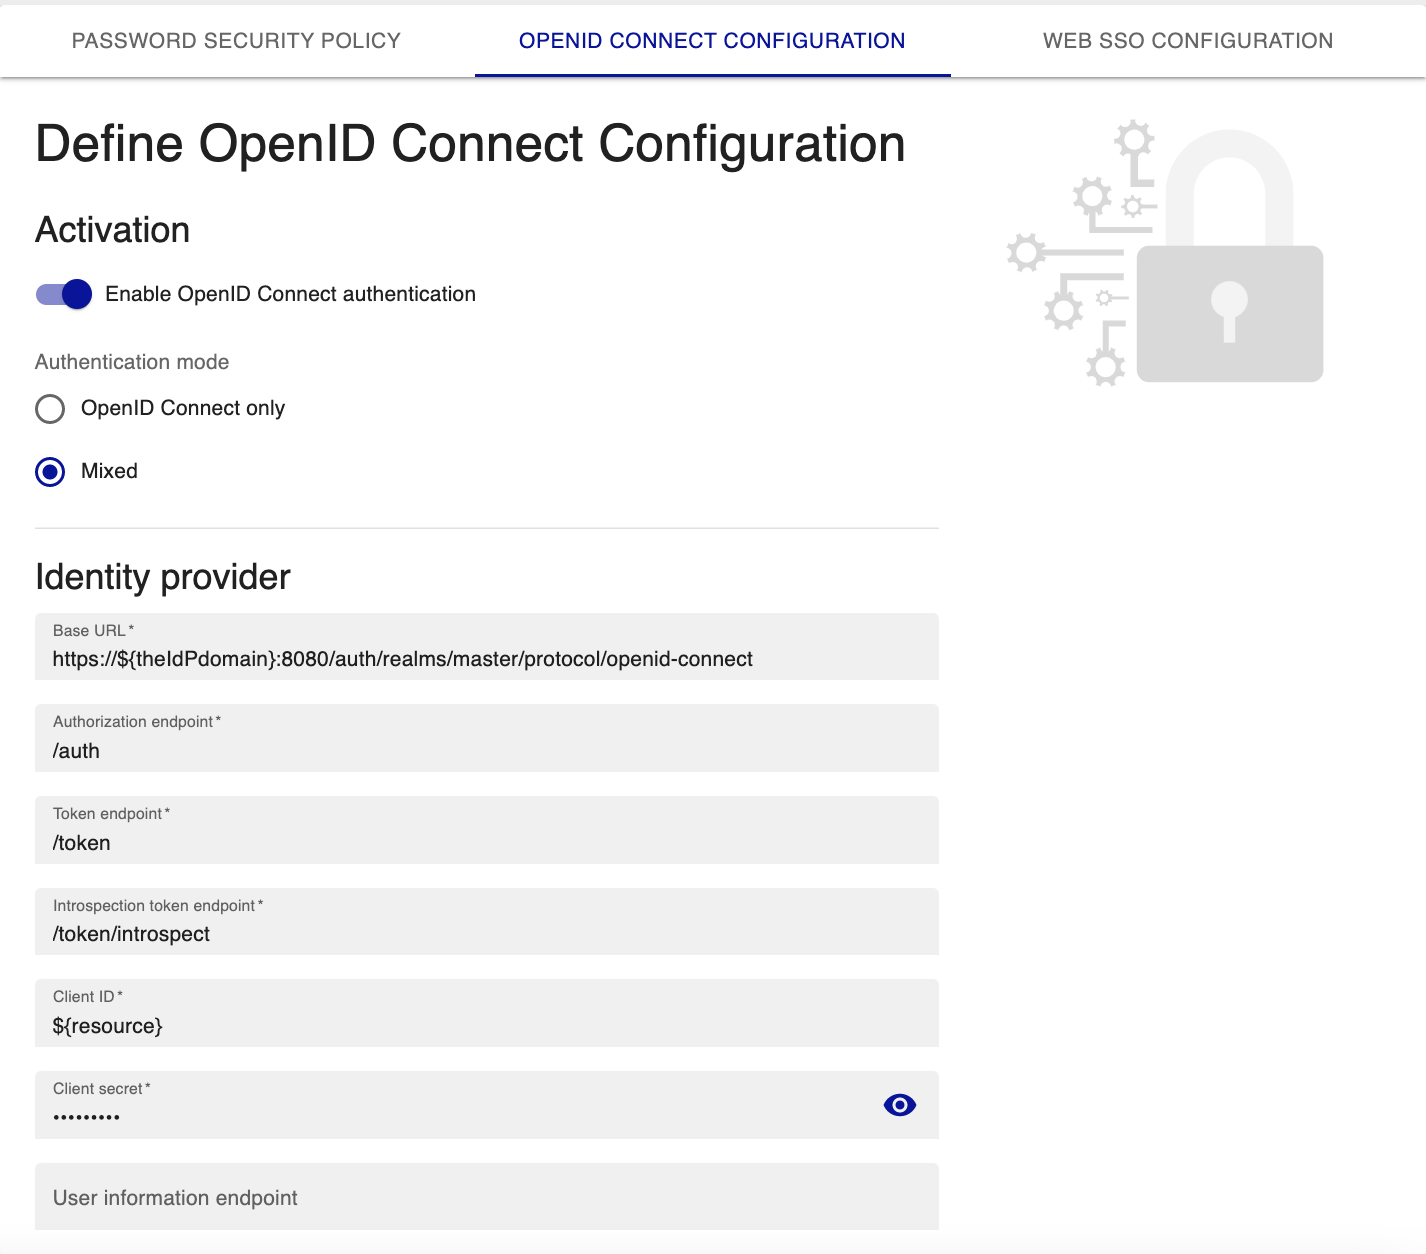 PASSWORD SECURITY POLICY
OPENID CONNECT CONFIGURATION
WEB SSO CONFIGURATION
Define OpenID Connect Configuration
Activation
Enable OpenID Connect authentication
Authentication mode
OpenID Connect only
Mixed
Identity provider
Base URL*
https://${theIdPdomain}:8080/auth/realms/master/protocol/openid-connect
Authorization endpoint*
/auth
Token endpoint*
/token
Introspection token endpoint*
/token/introspect
Client ID*
${resource}
Client secret*
•••••••••
User information endpoint